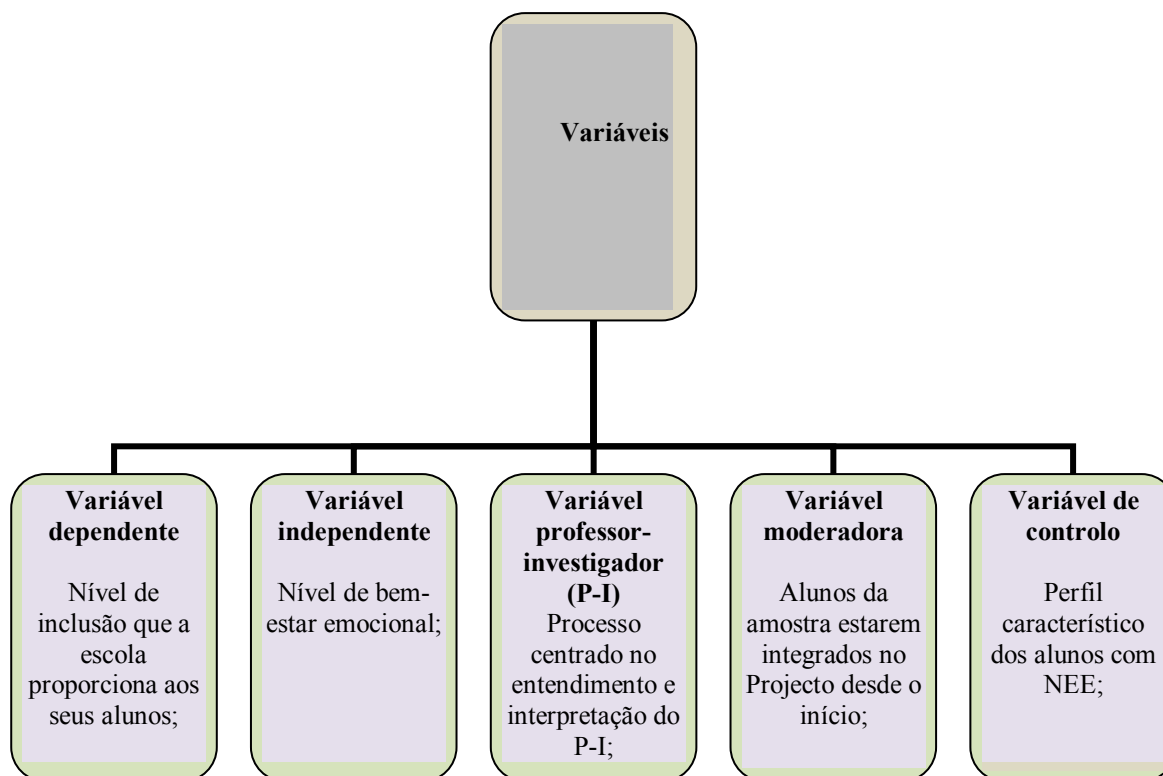 Variáveis
Variável
dependente
Nível de
inclusão que a
escola
proporciona aos
seus alunos;
Variável
independente
Nível de bem-
estar emocional;
Variável
professor-
investigador
(P-I)
Processo
centrado no
entendimento e
interpretação do
P-I;
Variável
moderadora
Alunos da
amostra estarem
integrados no
Projecto desde o
início;
Variável de
controlo
Perfil
característico
dos alunos com
NEE;